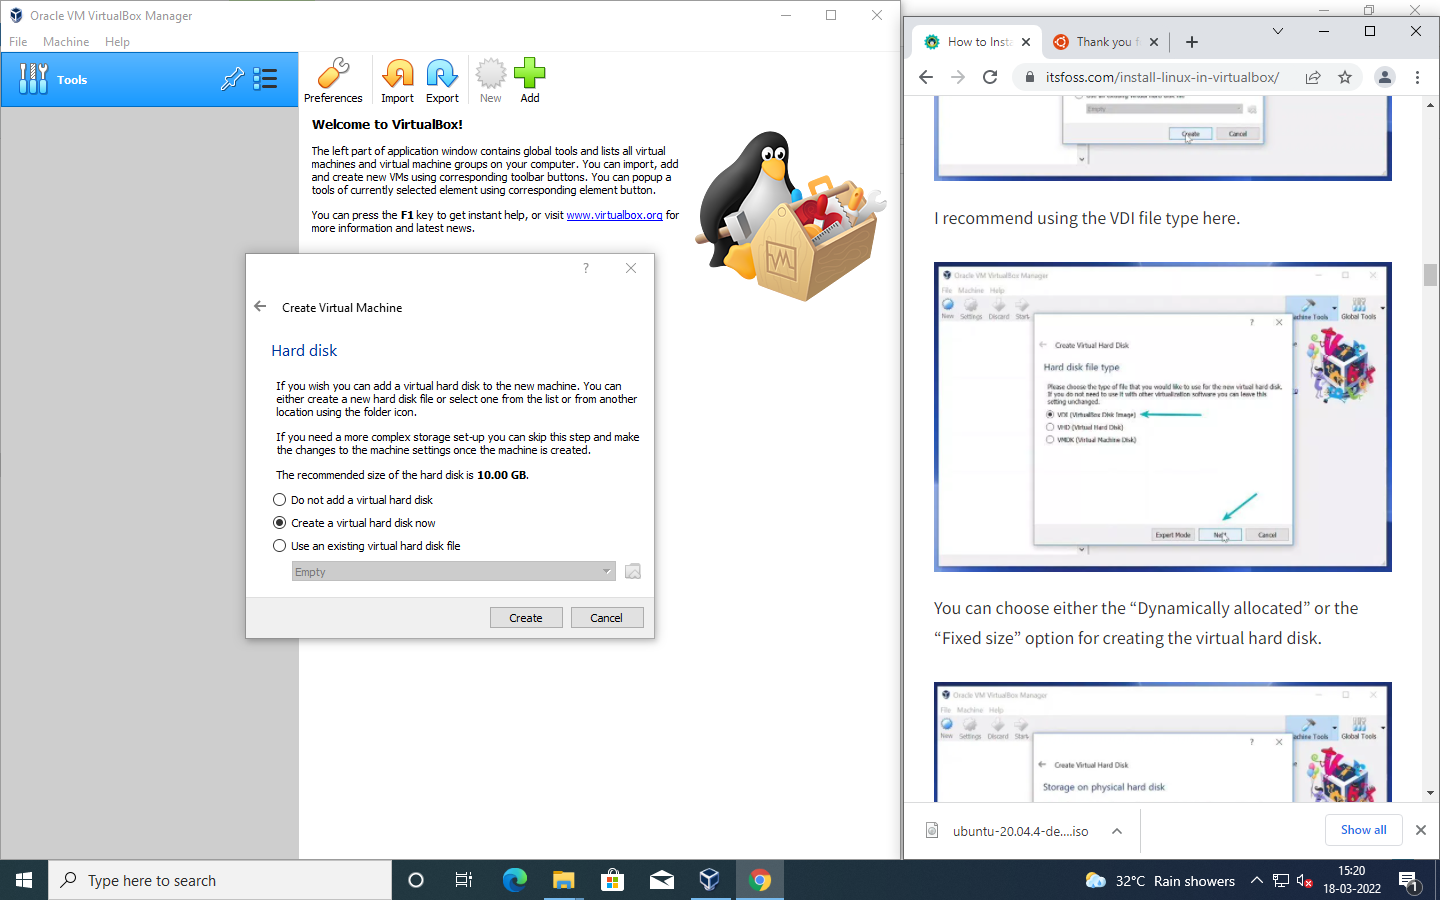 Oracle VM VirtualBox Manager
File Machine Help
Tools
Preferences Import Export New Add
Welcome to VirtualBox!
The left part of application window contains global tools and lists all virtual
machines and virtual machine groups on your computer. You can import, add
and create new VMs using corresponding toolbar buttons. You can popup a
tools of currently selected element using corresponding element button.
You can press the F1 key to get instant help, or visit www.virtualbox.org for
more information and latest news.
?
Create Virtual Machine
Hard disk
If you wish you can add a virtual hard disk to the new machine. You can
either create a new hard disk file or select one from the list or from another
location using the folder icon.
If you need a more complex storage set-up you can skip this step and make
the changes to the machine settings once the machine is created.
The recommended size of the hard disk is 10.00 GB.
Do not add a virtual hard disk
Create a virtual hard disk now
Use an existing virtual hard disk file
Empty
Create Cancel
How to Insta
Thank you f
itsfoss.com/install-linux-in-virtualbox/
Empty
Create Cancel
I recommend using the VDI file type here.
Oracle VM VirtualBox Manager
File Machine Help
New Settings Discard Start
Machine Tools Global Tools
?
Create Virtual Hard Disk
Hard disk file type
Please choose the type of file that you would like to use for the new virtual hard disk.
If you do not need to use it with other virtualization software you can leave this
setting unchanged.
VDI (VirtualBox Disk Image)
VHD (Virtual Hard Disk)
VMDK (Virtual Machine Disk)
Expert Mode Next Cancel
You can choose either the “Dynamically allocated” or the
“Fixed size” option for creating the virtual hard disk.
Oracle VM VirtualBox Manager
File Machine Help
New Settings Discard Start
Machine Tools Global Tools
?
Create Virtual Hard Disk
Storage on physical hard disk
ubuntu-20.04.4-de....iso
Show all
Type here to search
32°C Rain showers
15:20
18-03-2022
1